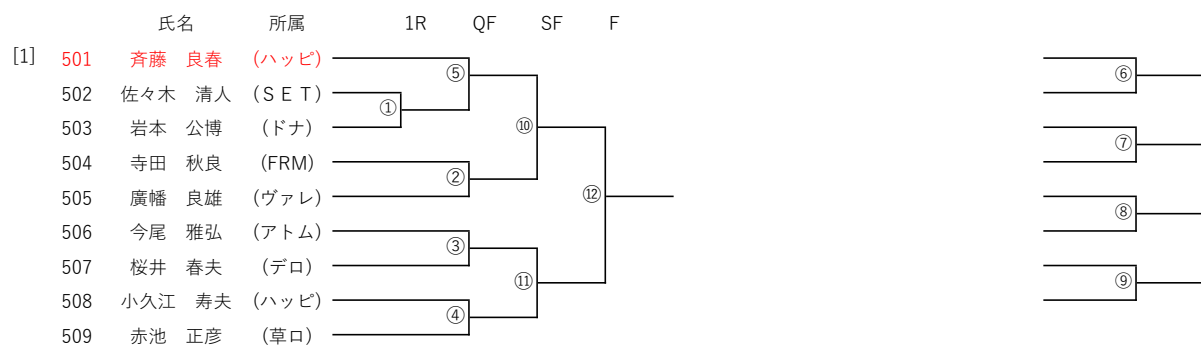 氏名 所属 1R QF SF F
[1] 501 斉藤　良春 (ハッピ)
⑤ ⑥
502 佐々木　清人 (ＳＥＴ)
①
503 岩本　公博 (ドナ) ⑩ ⑦
504 寺田　秋良 (FRM)
②
505 廣幡　良雄 (ヴァレ) ⑫
⑧
506 今尾　雅弘 (アトム)
③
507 桜井　春夫 (デロ)
⑪ ⑨
508 小久江　寿夫 (ハッピ)
④
509 赤池　正彦 (草ロ)